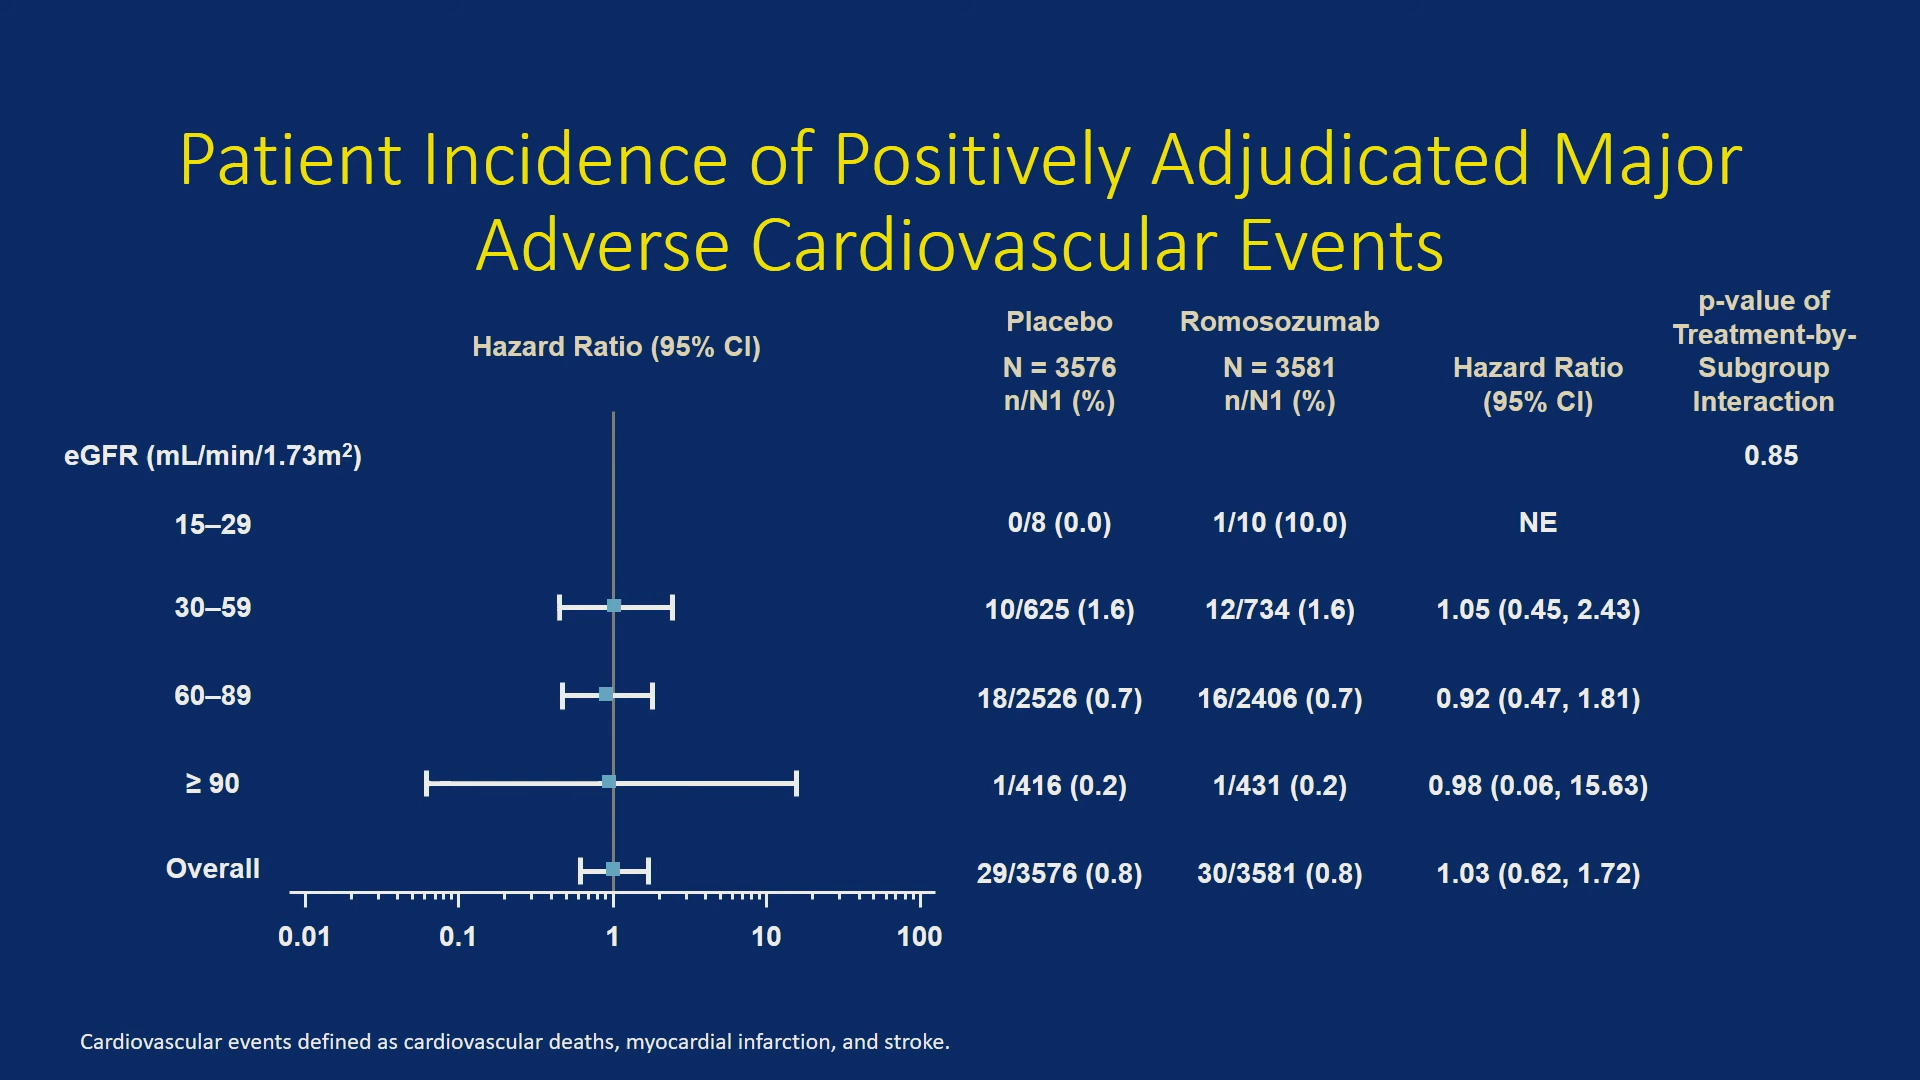 Patient Incidence of Positively Adjudicated Major
Adverse Cardiovascular Events
Hazard Ratio (95% CI)
Placebo
N = 3576
n/N1 (%)
Romosozumab
N = 3581
n/N1 (%)
Hazard Ratio
(95% CI)
p-value of
Treatment-by-
Subgroup
Interaction
eGFR (mL/min/1.73m²) 0.85
15–29 0/8 (0.0) 1/10 (10.0) NE
30–59 10/625 (1.6) 12/734 (1.6) 1.05 (0.45, 2.43)
60–89 18/2526 (0.7) 16/2406 (0.7) 0.92 (0.47, 1.81)
≥ 90 1/416 (0.2) 1/431 (0.2) 0.98 (0.06, 15.63)
Overall 29/3576 (0.8) 30/3581 (0.8) 1.03 (0.62, 1.72)
0.01 0.1 1 10 100
Cardiovascular events defined as cardiovascular deaths, myocardial infarction, and stroke.